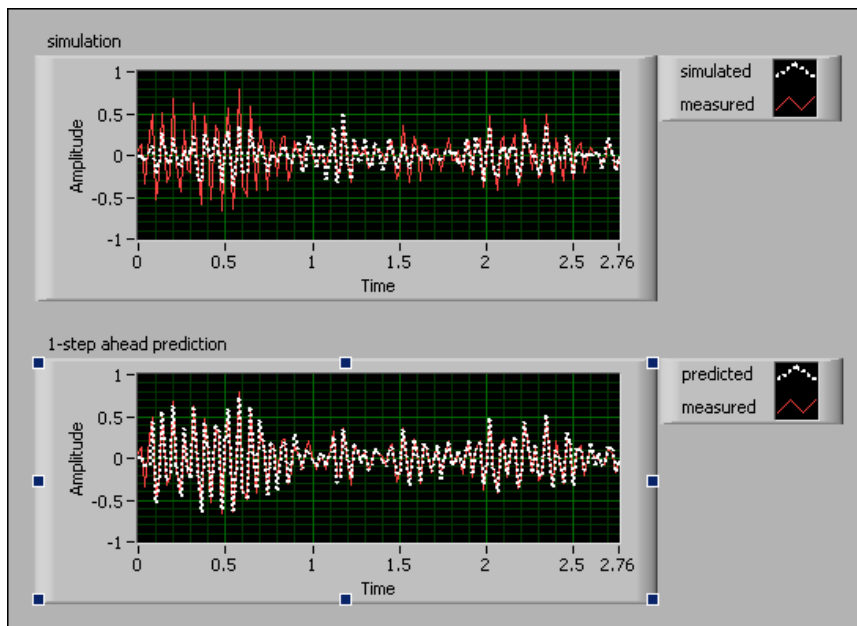 simulation
simulated
measured
Amplitude
1
0.5
0
-0.5
-1
0 0.5 1 1.5 2 2.5 2.76
Time
1-step ahead prediction
predicted
measured
Amplitude
1
0.5
0
-0.5
-1
0 0.5 1 1.5 2 2.5 2.76
Time